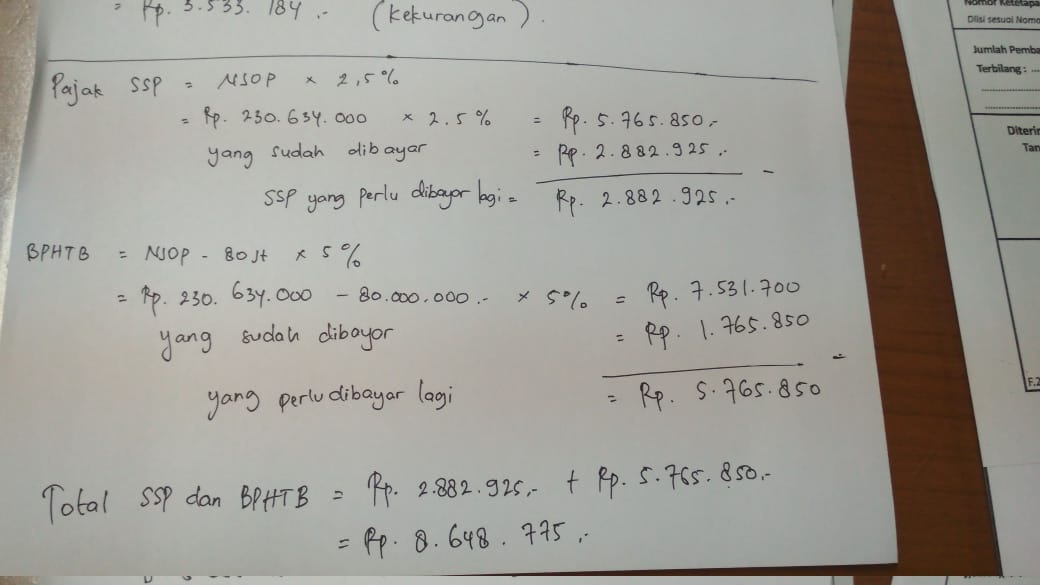 = Rp. 3.533.184 ,- (kekurangan).
Pajak SSP = NJOP × 2,5%
= Rp. 230.634.000 × 2.5% = Rp. 5.765.850,-
yang sudah dibayar = Rp. 2.882.925 ,-
SSP yang perlu dibayar lagi = Rp. 2.882.925,-
BPHTB = NJOP - 80 Jt × 5%
= Rp. 230.634.000 - 80.000.000.- × 5% = Rp. 7.531.700
yang sudah dibayar = Rp. 1.765.850
yang perlu dibayar lagi = Rp. 5.765.850
Total SSP dan BPHTB = Rp. 2.882.925,- + Rp. 5.765.850,-
= Rp. 8.648.775 ,-
Nomor
Diisi sesuai Nomo
Jumlah Pemba
Terbilang : ...
Diterin
Tan
F.2